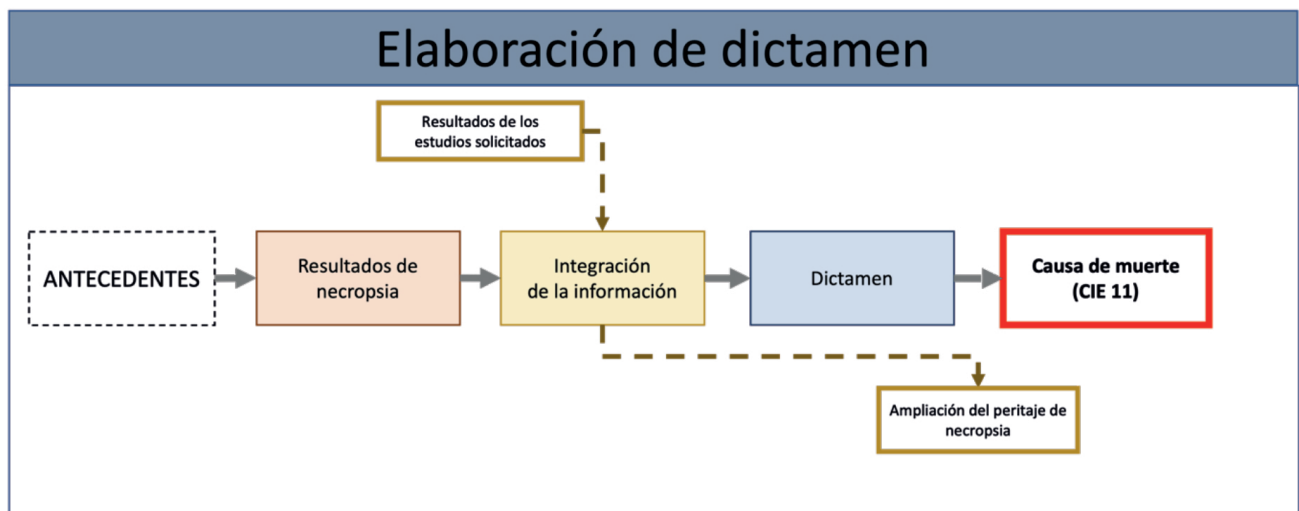 Elaboración de dictamen
Resultados de los
estudios solicitados
ANTECEDENTES
Resultados de
necropsia
Integración
de la información
Dictamen
Causa de muerte
(CIE 11)
Ampliación del peritaje de
necropsia